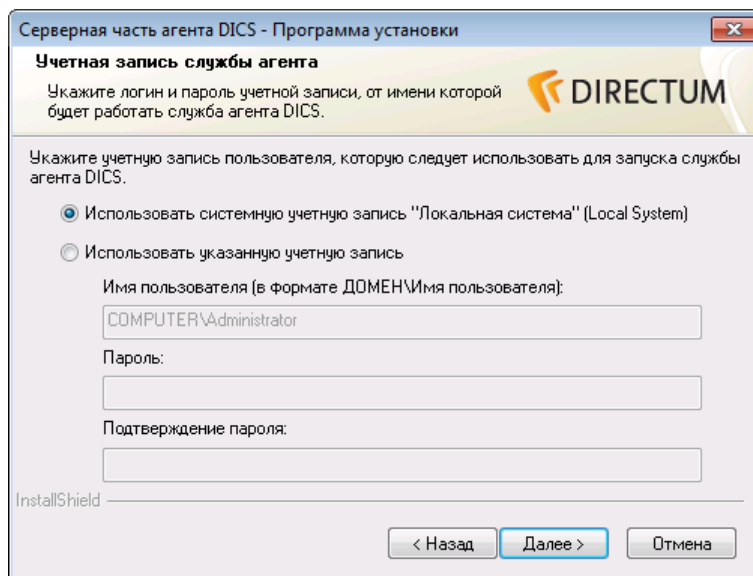 Серверная часть агента DICS - Программа установки
Учетная запись службы агента
Укажите логин и пароль учетной записи, от имени которой
будет работать служба агента DICS.
DIRECTUM
Укажите учетную запись пользователя, которую следует использовать для запуска службы
агента DICS.
Использовать системную учетную запись "Локальная система" (Local System)
Использовать указанную учетную запись
Имя пользователя (в формате ДОМЕН\Имя пользователя):
COMPUTER\Administrator
Пароль:
Подтверждение пароля:
InstallShield
< Назад
Далее >
Отмена